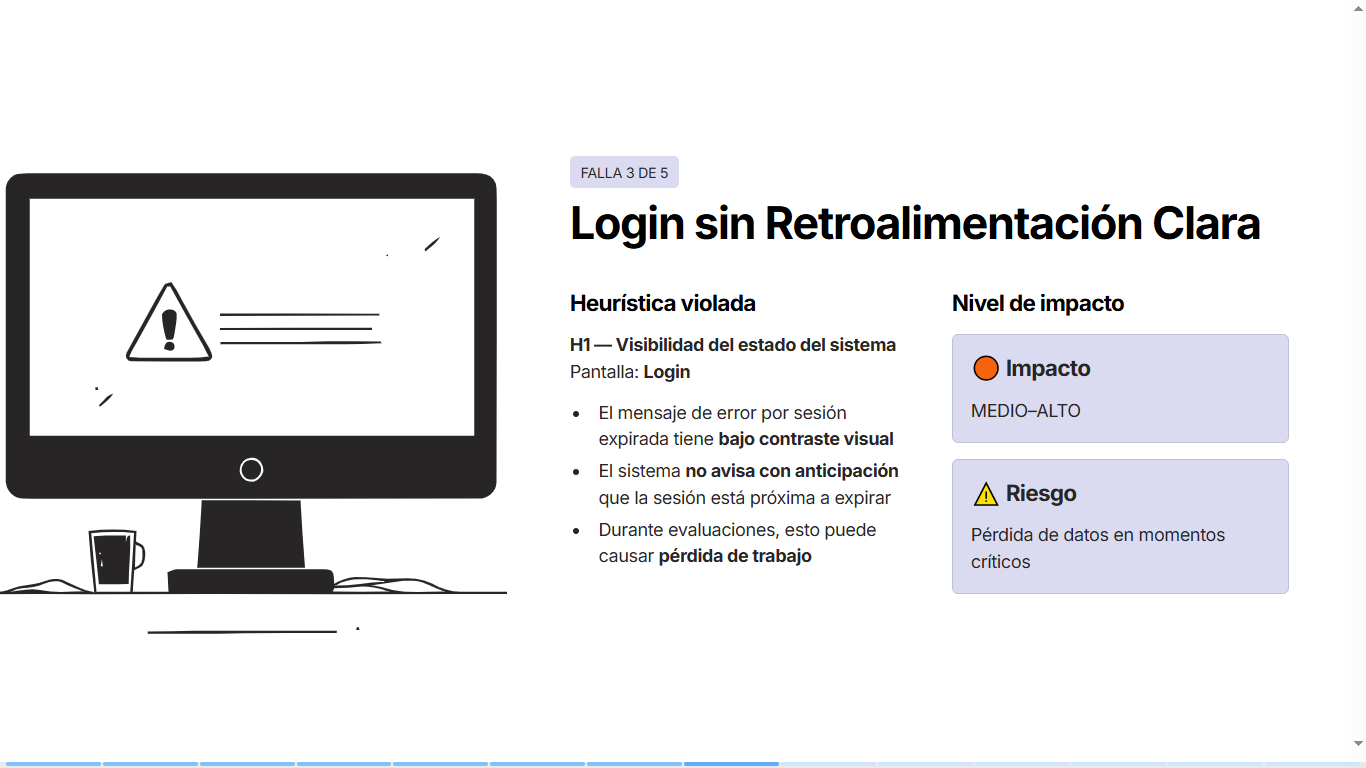 FALLA 3 DE 5
Login sin Retroalimentación Clara
Heurística violada
H1 — Visibilidad del estado del sistema
Pantalla: Login
• El mensaje de error por sesión
expirada tiene bajo contraste visual
• El sistema no avisa con anticipación
que la sesión está próxima a expirar
• Durante evaluaciones, esto puede
causar pérdida de trabajo
Nivel de impacto
Impacto
MEDIO–ALTO
Riesgo
Pérdida de datos en momentos
críticos